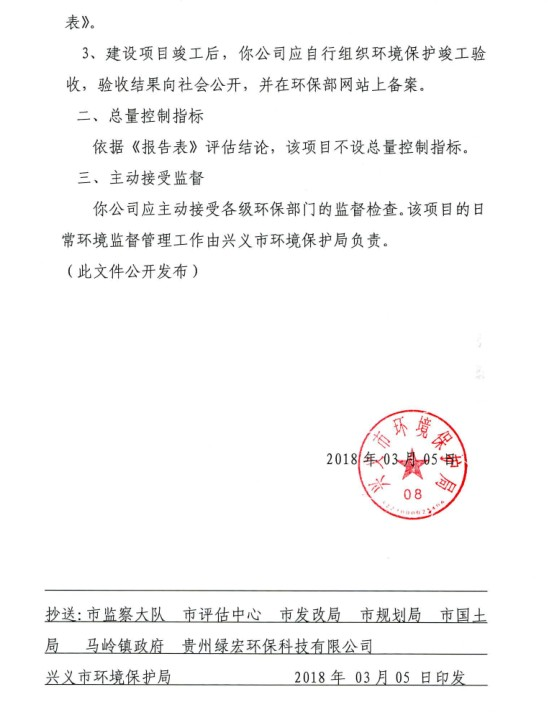 表》。
3、建设项目竣工后，你公司应自行组织环境保护竣工验
收，验收结果向社会公开，并在环保部网站上备案。
二、总量控制指标
依据《报告表》评估结论，该项目不设总量控制指标。
三、主动接受监督
你公司应主动接受各级环保部门的监督检查。该项目的日
常环境监督管理工作由兴义市环境保护局负责。
（此文件公开发布）
兴义市环境保护局
2018 年 03 月 05 日
08
抄送：市监察大队 市评估中心 市发改局 市规划局 市国土
局 马岭镇政府 贵州绿宏环保科技有限公司
兴义市环境保护局 2018 年 03 月 05 日印发